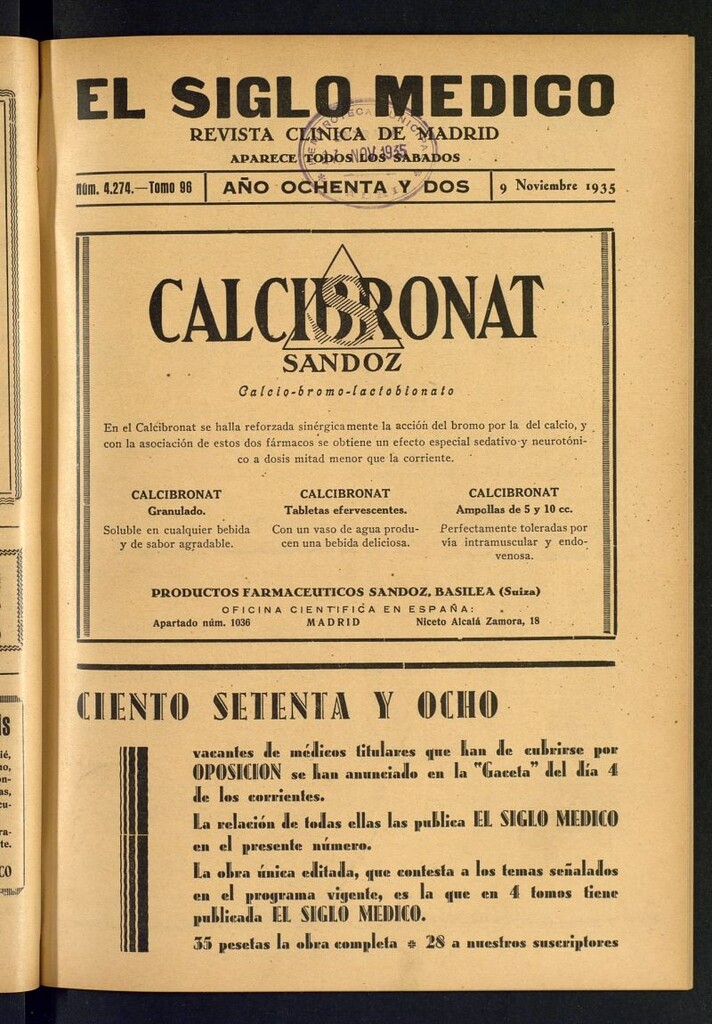 EL SIGLO MEDICO
REVISTA CLINICA DE MADRID
APARECE TODOS LOS SABADOS
Núm. 4.274.—Tomo 96
AÑO OCHENTA Y DOS
9 Noviembre 1935
NOV 1935
CALCIBRONAT
S
SANDOZ
Calcio-bromo-lactobionato
En el Calcibronat se halla reforzada sinérgicamente la acción del bromo por la del calcio, y
con la asociación de estos dos fármacos se obtiene un efecto especial sedativo y neurotóni-
co a dosis mitad menor que la corriente.
CALCIBRONAT
Granulado.
Soluble en cualquier bebida
y de sabor agradable.
CALCIBRONAT
Tabletas efervescentes.
Con un vaso de agua produ-
cen una bebida deliciosa.
CALCIBRONAT
Ampollas de 5 y 10 cc.
Perfectamente toleradas por
vía intramuscular y endo-
venosa.
PRODUCTOS FARMACEUTICOS SANDOZ, BASILEA (Suiza)
OFICINA CIENTIFICA EN ESPAÑA:
Apartado núm. 1036 MADRID Niceto Alcalá Zamora, 18
CIENTO SETENTA Y OCHO
vacantes de médicos titulares que han de cubrirse por
OPOSICION se han anunciado en la "Gaceta" del día 4
de los corrientes.
La relación de todas ellas las publica EL SIGLO MEDICO
en el presente número.
La obra única editada, que contesta a los temas señalados
en el programa vigente, es la que en 4 tomos tiene
publicada EL SIGLO MEDICO.
35 pesetas la obra completa * 28 a nuestros suscriptores